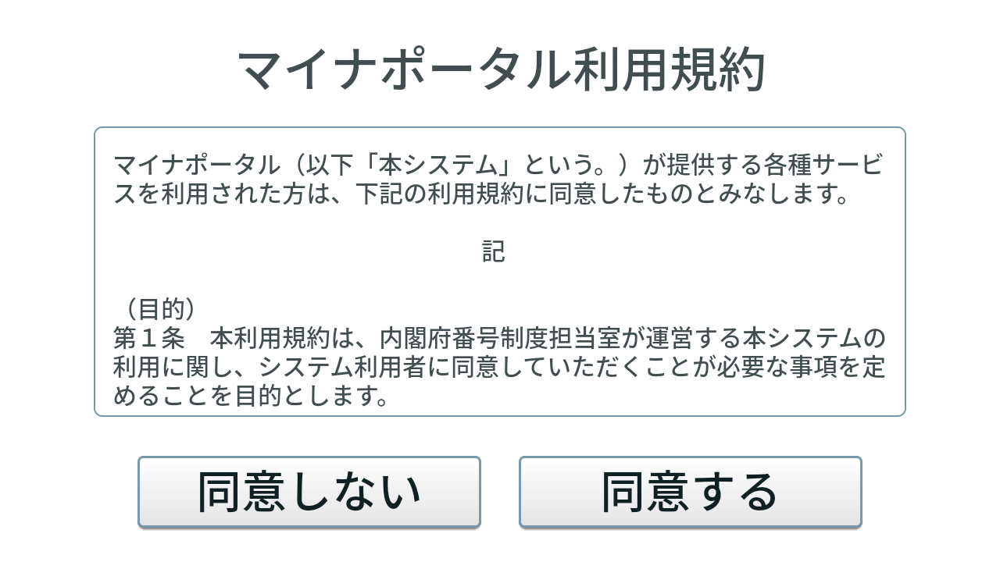 マイナポータル利用規約
マイナポータル（以下「本システム」という。）が提供する各種サービ
スを利用された方は、下記の利用規約に同意したものとみなします。
記
（目的）
第１条　本利用規約は、内閣府番号制度担当室が運営する本システムの
利用に関し、システム利用者に同意していただくことが必要な事項を定
めることを目的とします。
同意しない
同意する